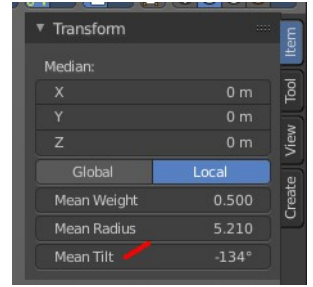 Transform
Item
Median:
X 0 m
Tool
Y 0 m
Z 0 m
View
Global Local
Mean Weight 0.500
Create
Mean Radius 5.210
Mean Tilt -134°